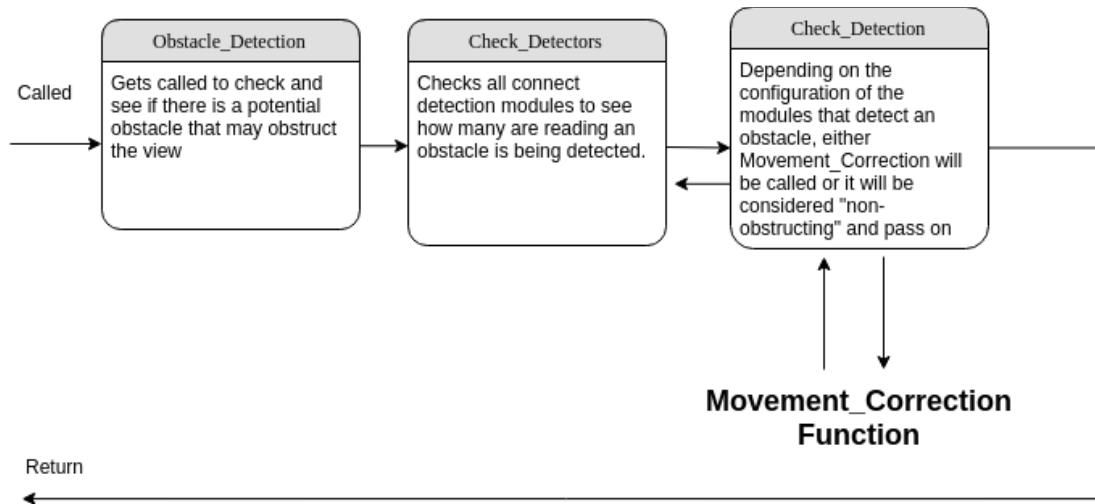 Obstacle_Detection
Gets called to check and
see if there is a potential
obstacle that may obstruct
the view
Check_Detectors
Checks all connect
detection modules to see
how many are reading an
obstacle is being detected.
Check_Detection
Depending on the
configuration of the
modules that detect an
obstacle, either
Movement_Correction will
be called or it will be
considered "non-
obstructing" and pass on
Called
Movement_Correction
Function
Return